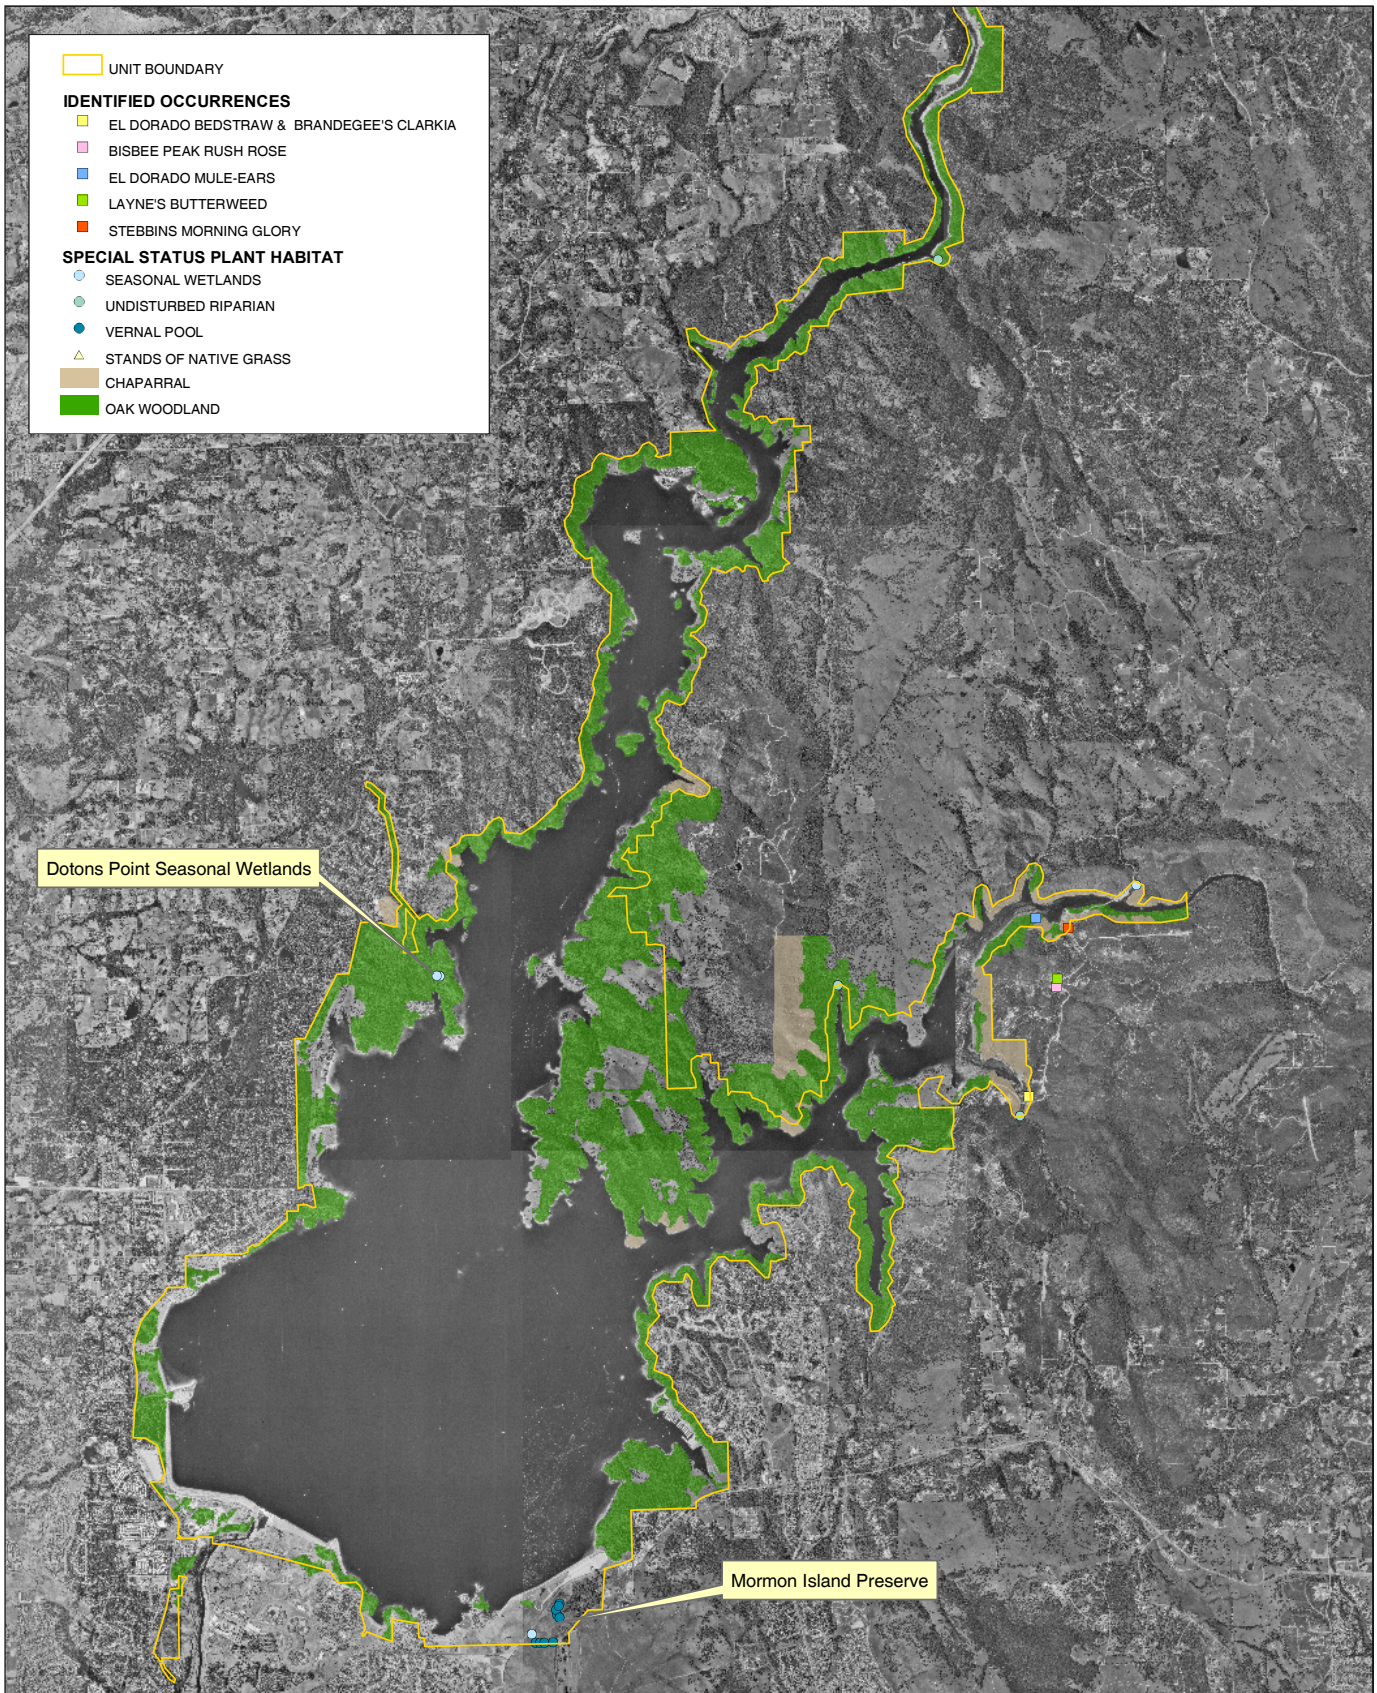 UNIT BOUNDARY
IDENTIFIED OCCURRENCES
EL DORADO BEDSTRAW & BRANDEGEE'S CLARKIA
BISBEE PEAK RUSH ROSE
EL DORADO MULE-EARS
LAYNE'S BUTTERWEED
STEBBINS MORNING GLORY
SPECIAL STATUS PLANT HABITAT
SEASONAL WETLANDS
UNDISTURBED RIPARIAN
VERNAL POOL
STANDS OF NATIVE GRASS
CHAPARRAL
OAK WOODLAND
Dotons Point Seasonal Wetlands
Mormon Island Preserve